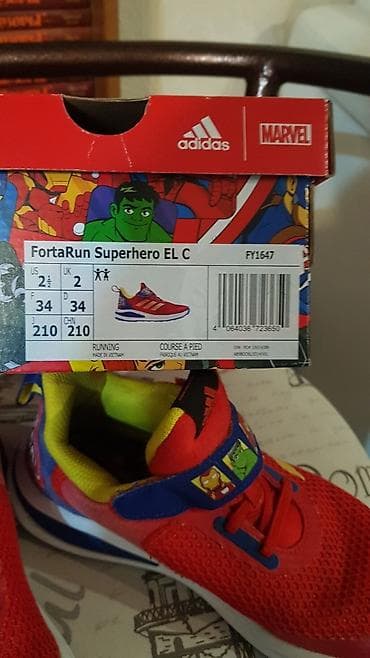 adidas
MARVEL
FortaRun Superhero EL C
FY1647
US
2½
UK
2
F
34
D
34
210
CHN
210
4 064036 723650
RUNNING
MADE IN VIETNAM
COURSE A PIED
FABRIQUE AU VIETNAM